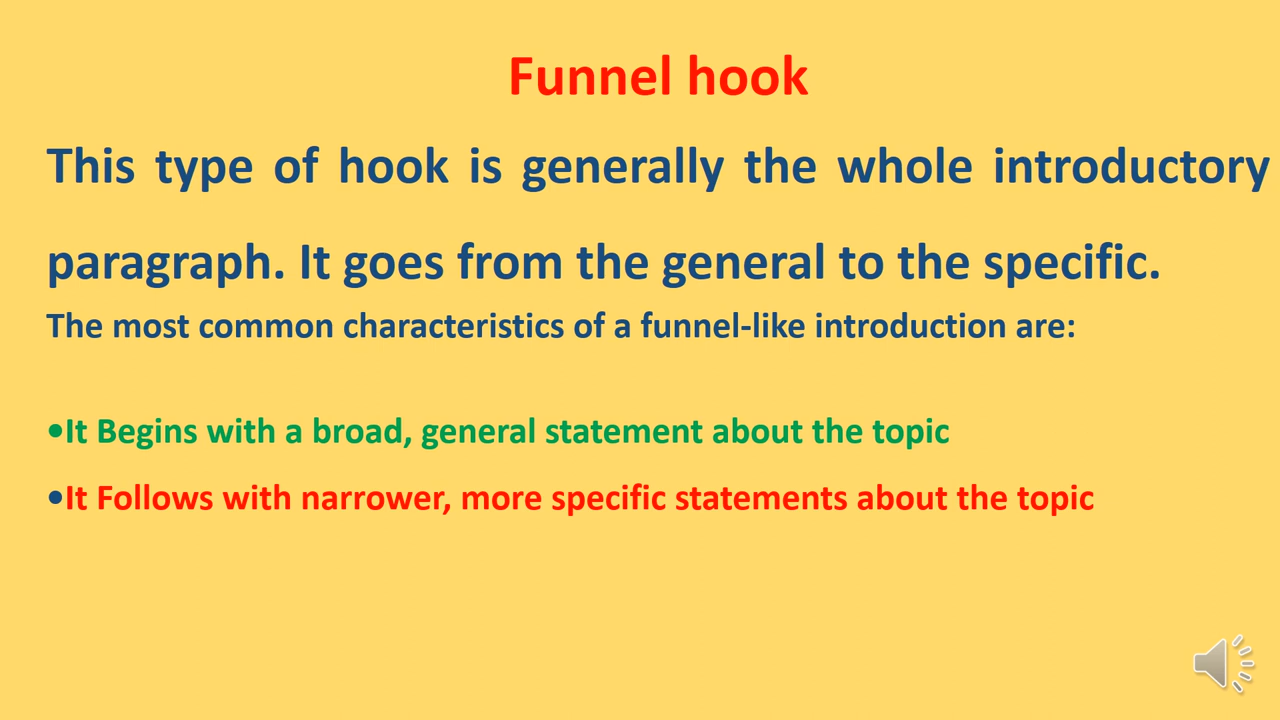 Funnel hook
This type of hook is generally the whole introductory
paragraph. It goes from the general to the specific.
The most common characteristics of a funnel-like introduction are:
•It Begins with a broad, general statement about the topic
•It Follows with narrower, more specific statements about the topic